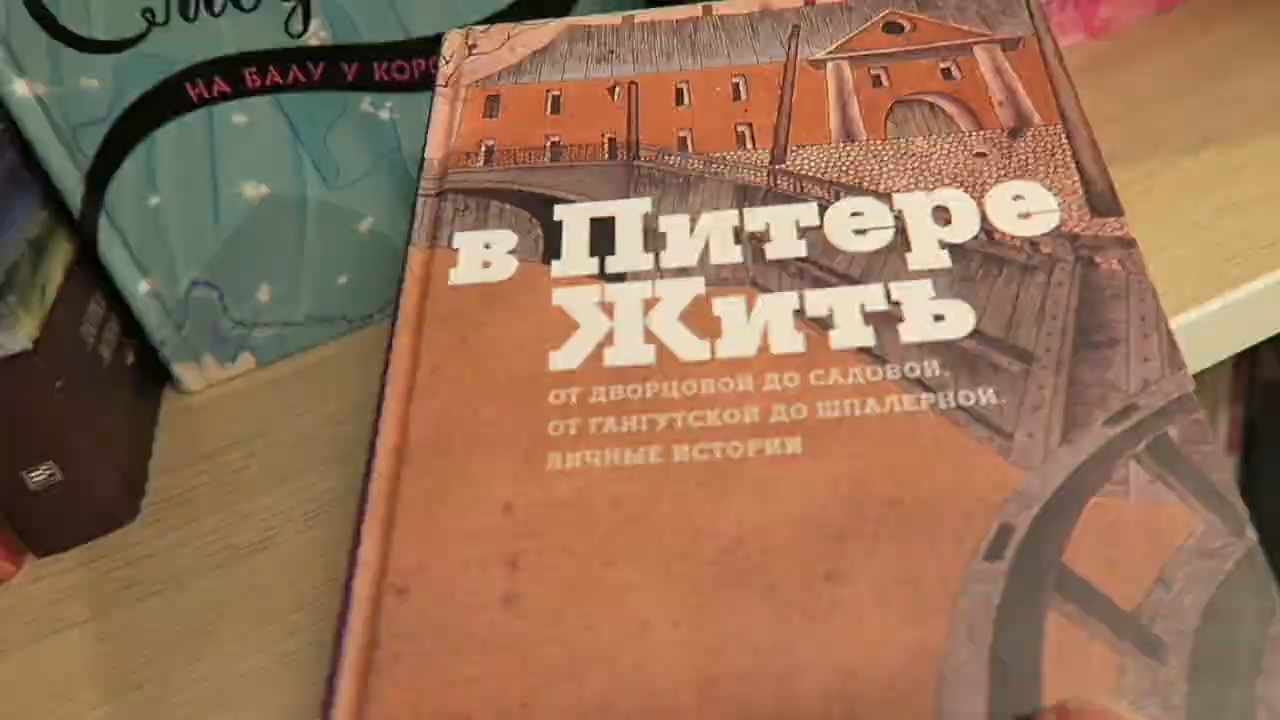 НА БАЛУ У КОРО
в Питере
Жить
ОТ ДВОРЦОВОЙ ДО САДОВОЙ,
ОТ ГАНГУТСКОЙ ДО ШПАЛЕРНОЙ.
ЛИЧНЫЕ ИСТОРИИ